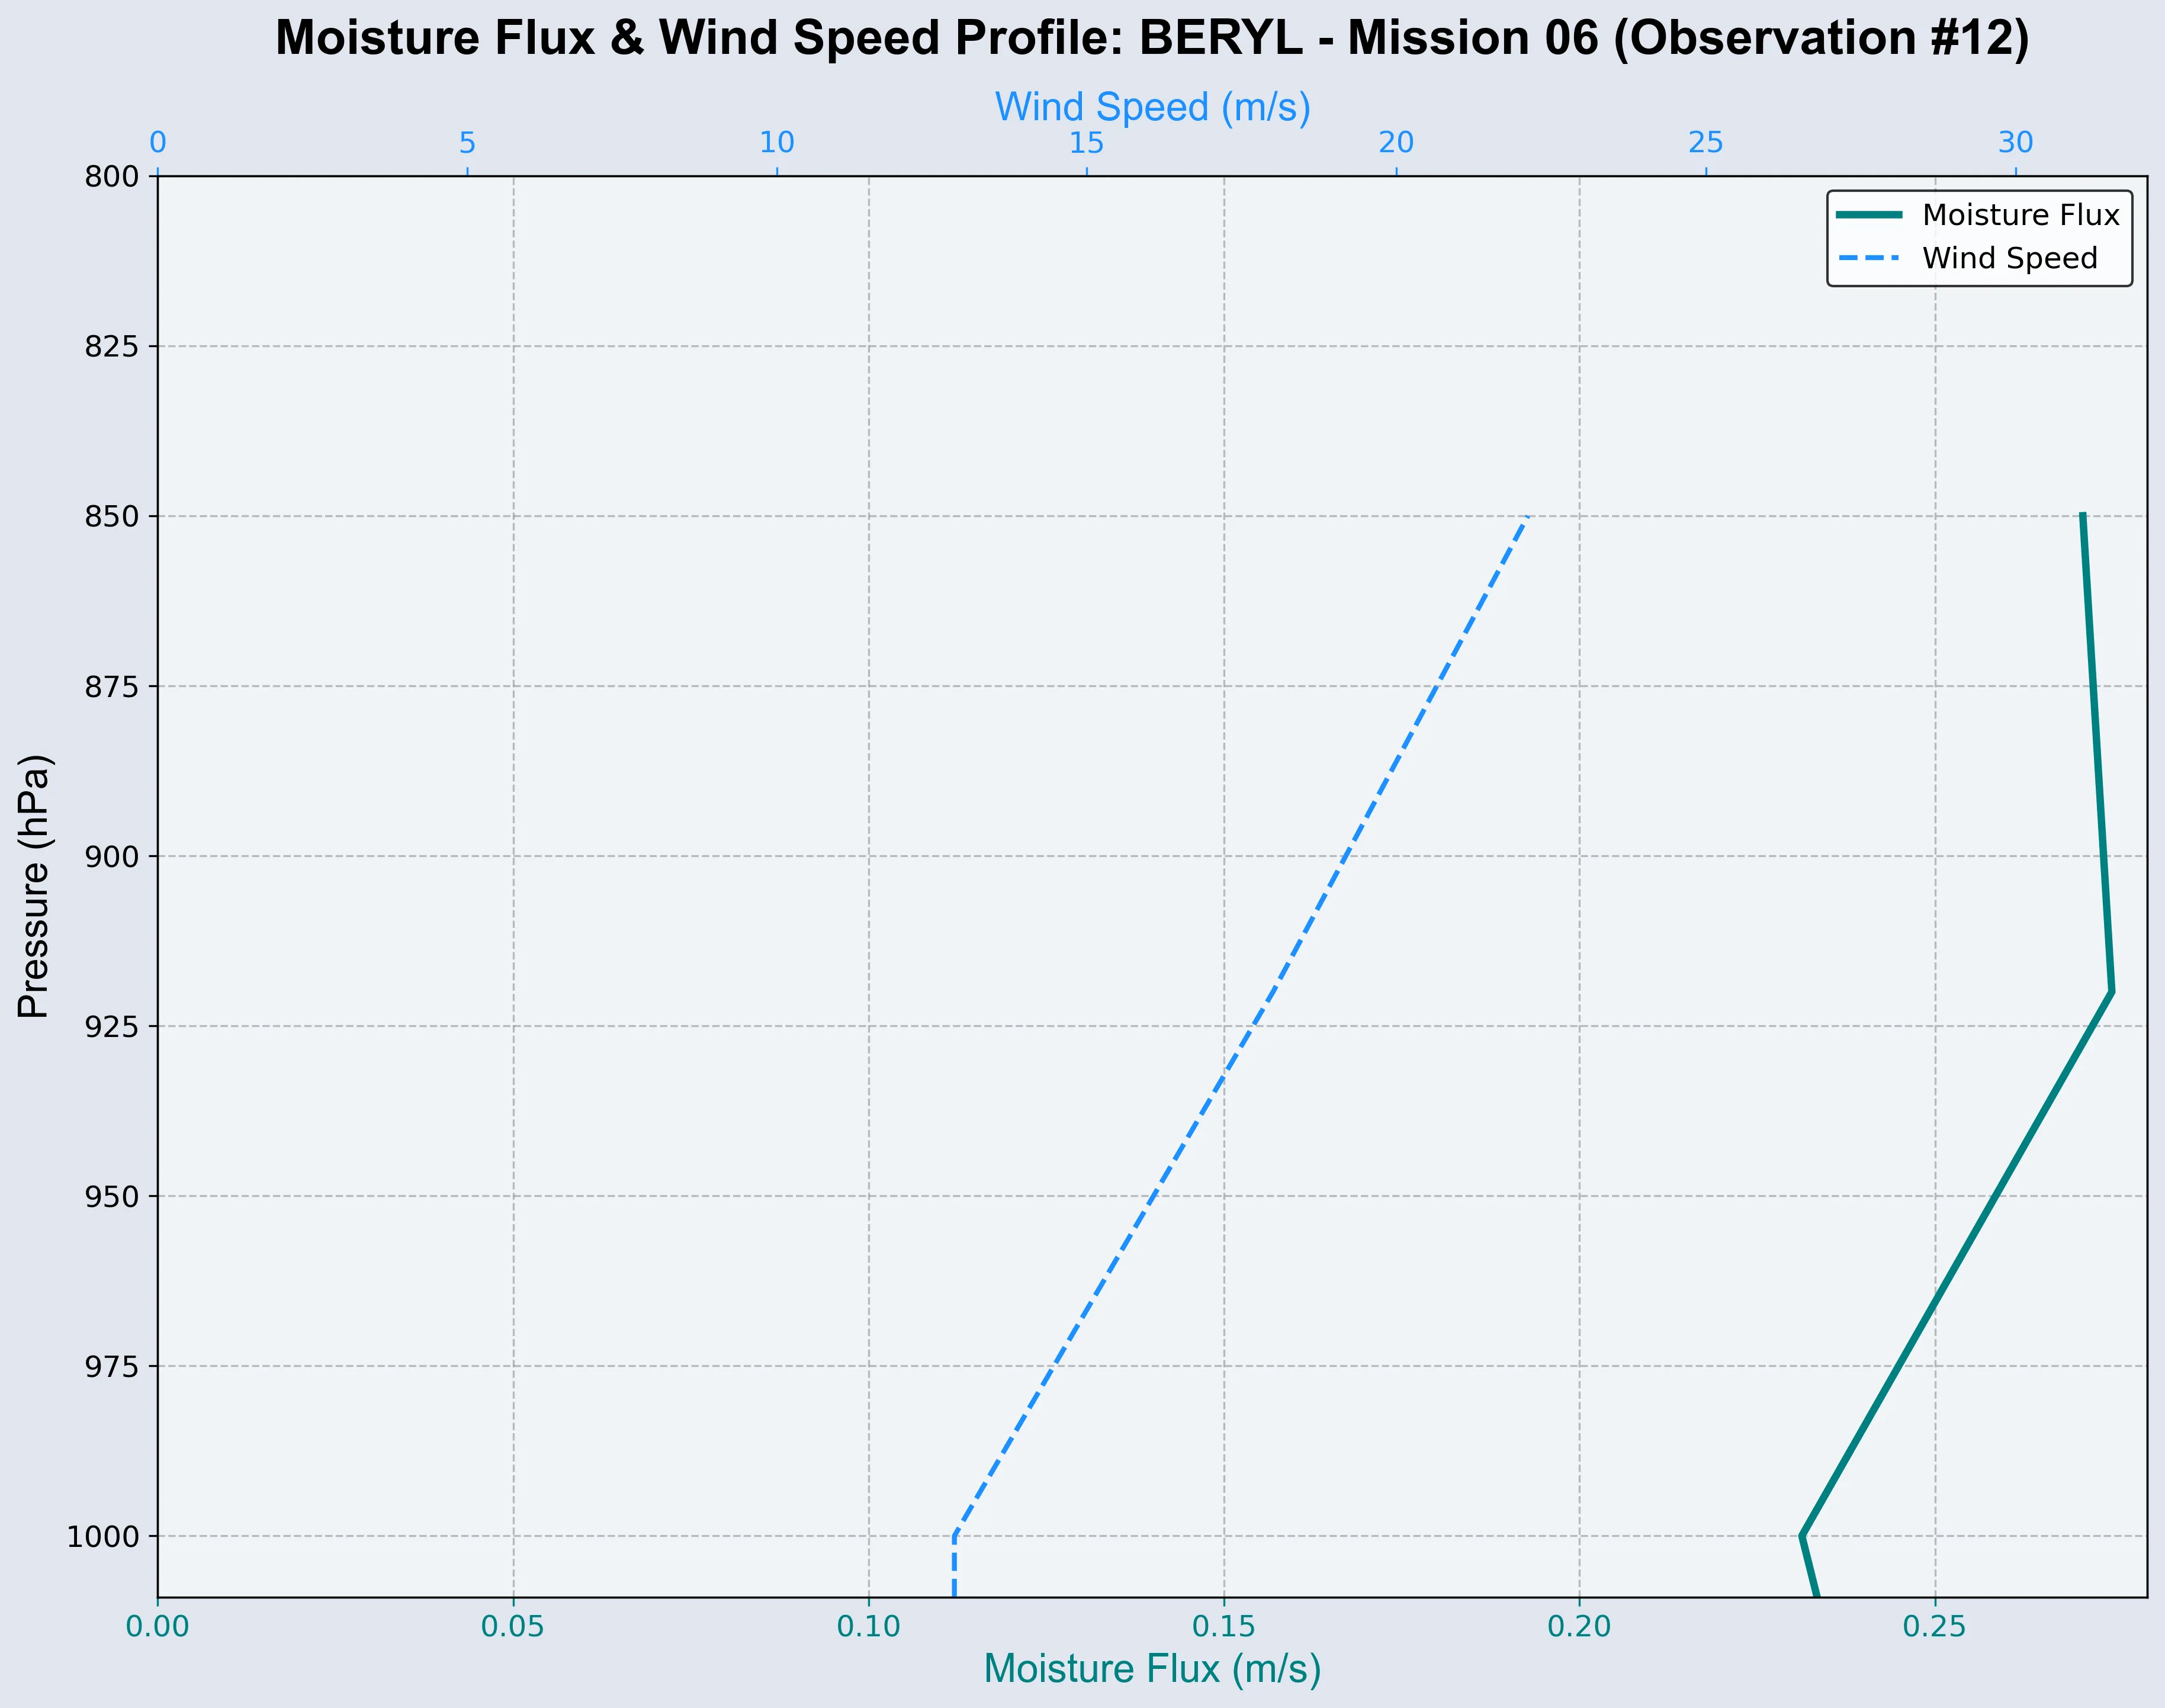 Moisture Flux & Wind Speed Profile: BERYL - Mission 06 (Observation #12)
Wind Speed (m/s)
0 5 10 15 20 25 30
Moisture Flux
Wind Speed
Pressure (hPa)
800
825
850
875
900
925
950
975
1000
0.00 0.05 0.10 0.15 0.20 0.25
Moisture Flux (m/s)